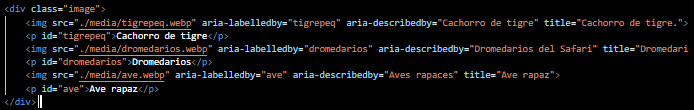 <div class="image">
<img src="./media/tigrepeq.webp" aria-labelledby="tigrepeq" aria-describedby="Cachorro de tigre" title="Cachorro de tigre.">
<p id="tigrepeq">Cachorro de tigre</p>
<img src="./media/dromedarios.webp" aria-labelledby="dromedarios" aria-describedby="Dromedarios del Safari" title="Dromedari
<p id="dromedarios">Dromedarios</p>
<img src="./media/ave.webp" aria-labelledby="ave" aria-describedby="Aves rapaces" title="Ave rapaz">
<p id="ave">Ave rapaz</p>
</div>